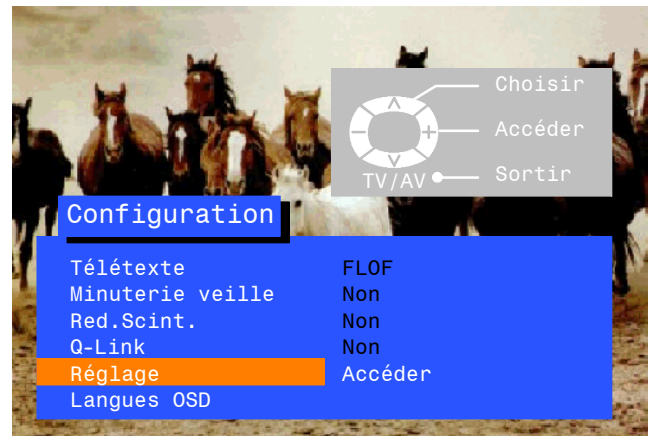 Choisir
Accéder
TV/AV Sortir
Configuration
Télétexte FLOF
Minuterie veille Non
Red.Scint. Non
Q-Link Non
Réglage Accéder
Langues OSD